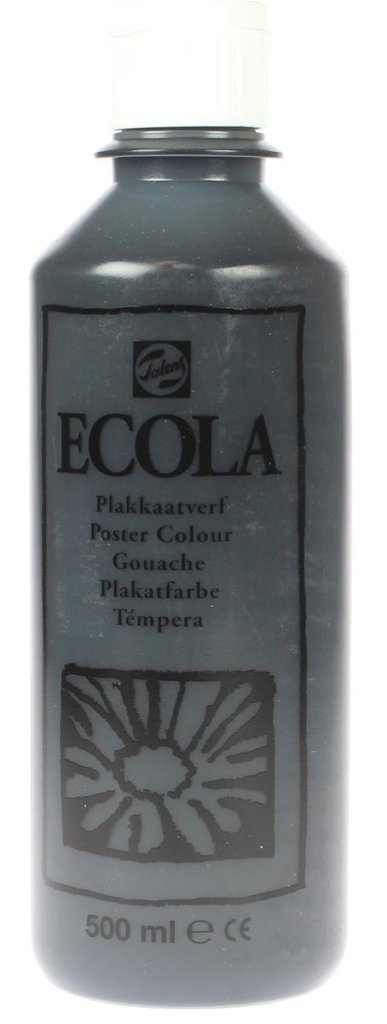 Talens
ECOLA
Plakkaatverf
Poster Colour
Gouache
Plakatfarbe
Témpera
500 ml ℮ CE